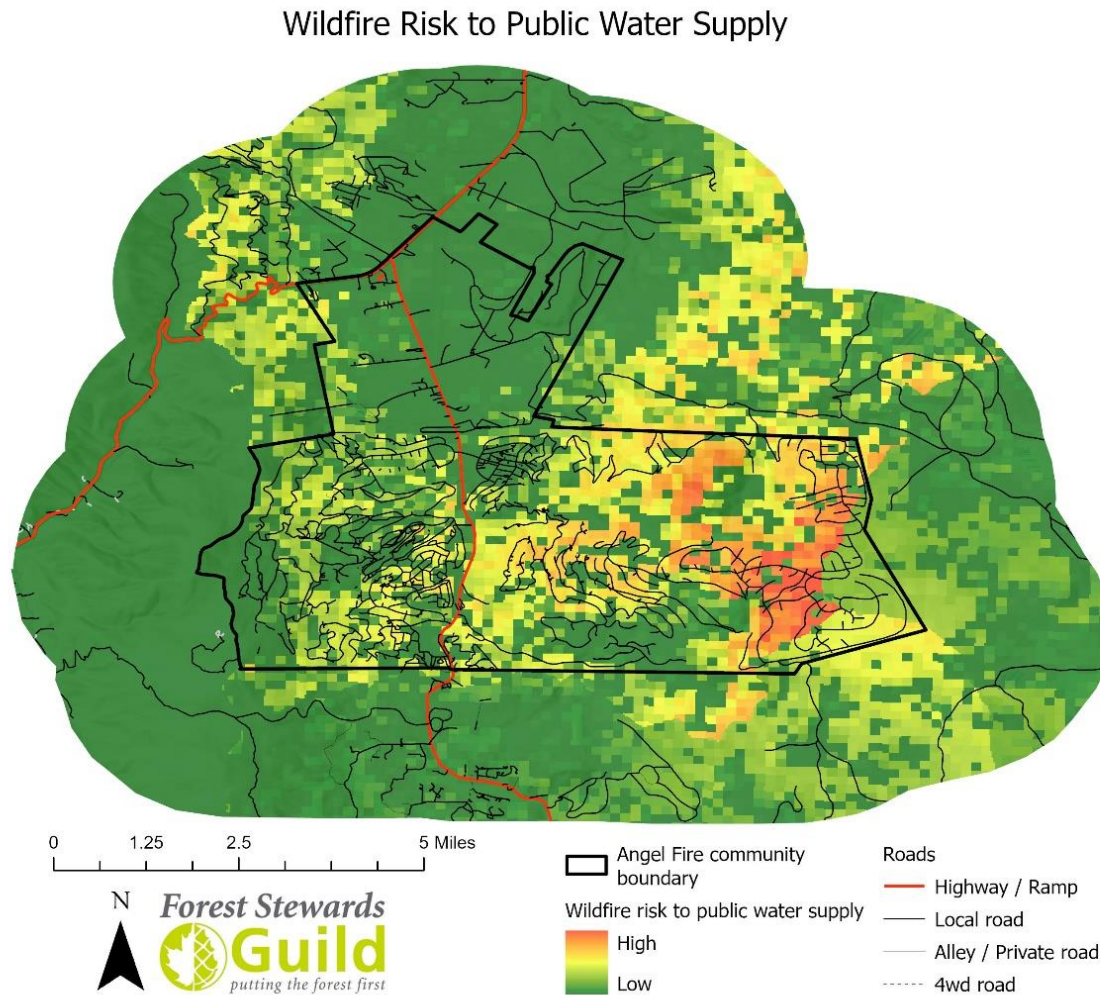 Wildfire Risk to Public Water Supply
0 1.25 2.5 5 Miles
N
Forest Stewards
Guild
putting the forest first
Angel Fire community
boundary
Wildfire risk to public water supply
High
Low
Roads
Highway / Ramp
Local road
Alley / Private road
4wd road